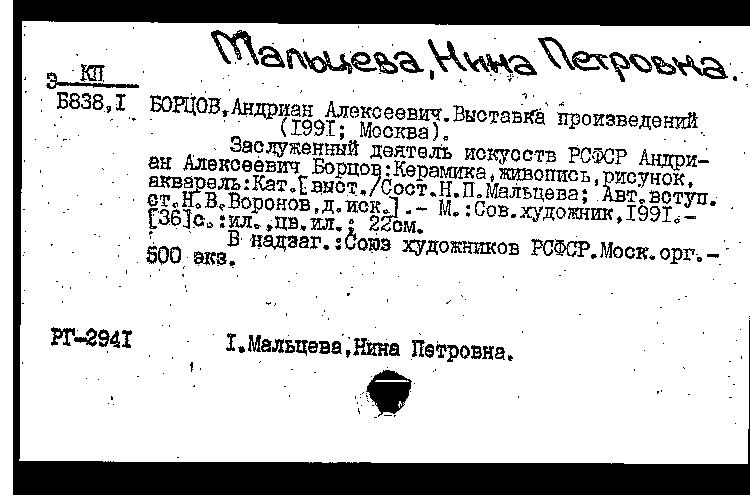 Мальцева, Нина Петровна.
Э КП
Б838,I БОРЦОВ, Андриан Алексеевич. Выставка произведений
(1991; Москва).
Заслуженный деятель искусств РСФСР Андри-
ан Алексеевич Борцов: Керамика, живопись, рисунок,
акварель: Кат. [выст./Сост. Н.П.Мальцева; Авт. вступ.
ст. Н.В.Воронов, д. иск.]. - М.: Сов. художник, 1991. -
[36]с.: ил., цв. ил.; 22см.
В надзаг.: Союз художников РСФСР. Моск. орг. -
500 экз.
РГ-2941 I. Мальцева, Нина Петровна.